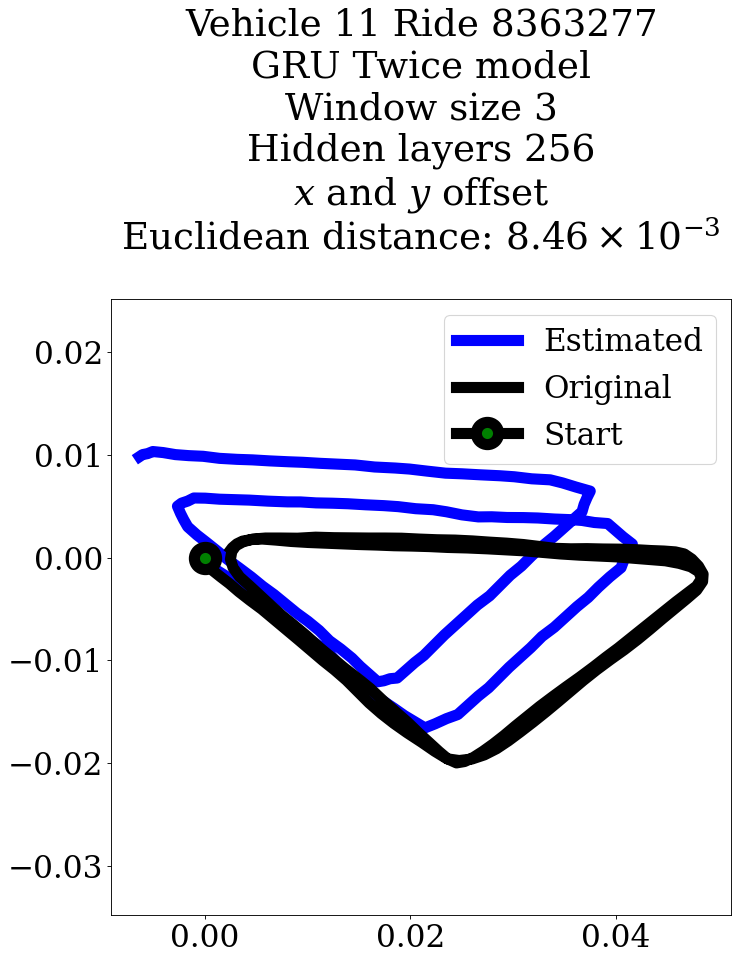 Vehicle 11 Ride 8363277
GRU Twice model
Window size 3
Hidden layers 256
x and y offset
Euclidean distance: 8.46 × 10⁻³
Estimated
Original
Start
0.02
0.01
0.00
−0.01
−0.02
−0.03
0.00 0.02 0.04